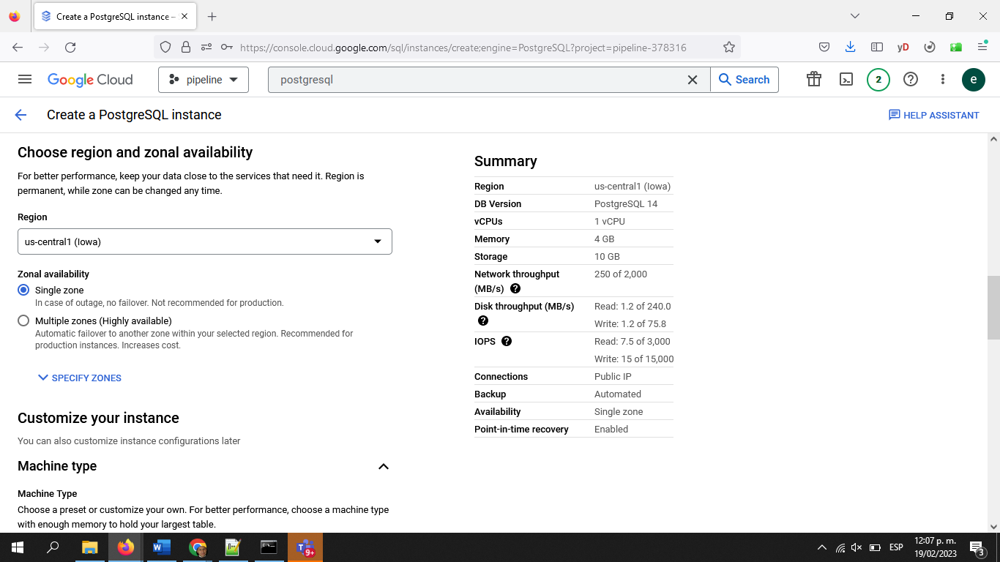 Create a PostgreSQL instance –
https://console.cloud.google.com/sql/instances/create;engine=PostgreSQL?project=pipeline-378316
yD
Google Cloud
pipeline
postgresql
Search
2
e
Create a PostgreSQL instance
HELP ASSISTANT
Choose region and zonal availability
For better performance, keep your data close to the services that need it. Region is
permanent, while zone can be changed any time.
Region
us-central1 (Iowa)
Zonal availability
Single zone
In case of outage, no failover. Not recommended for production.
Multiple zones (Highly available)
Automatic failover to another zone within your selected region. Recommended for
production instances. Increases cost.
SPECIFY ZONES
Customize your instance
You can also customize instance configurations later
Machine type
Machine Type
Choose a preset or customize your own. For better performance, choose a machine type
with enough memory to hold your largest table.
Summary
Region us-central1 (Iowa)
DB Version PostgreSQL 14
vCPUs 1 vCPU
Memory 4 GB
Storage 10 GB
Network throughput 250 of 2,000
(MB/s)
Disk throughput (MB/s) Read: 1.2 of 240.0
Write: 1.2 of 75.8
IOPS Read: 7.5 of 3,000
Write: 15 of 15,000
Connections Public IP
Backup Automated
Availability Single zone
Point-in-time recovery Enabled
9+
ESP
12:07 p. m.
19/02/2023
3